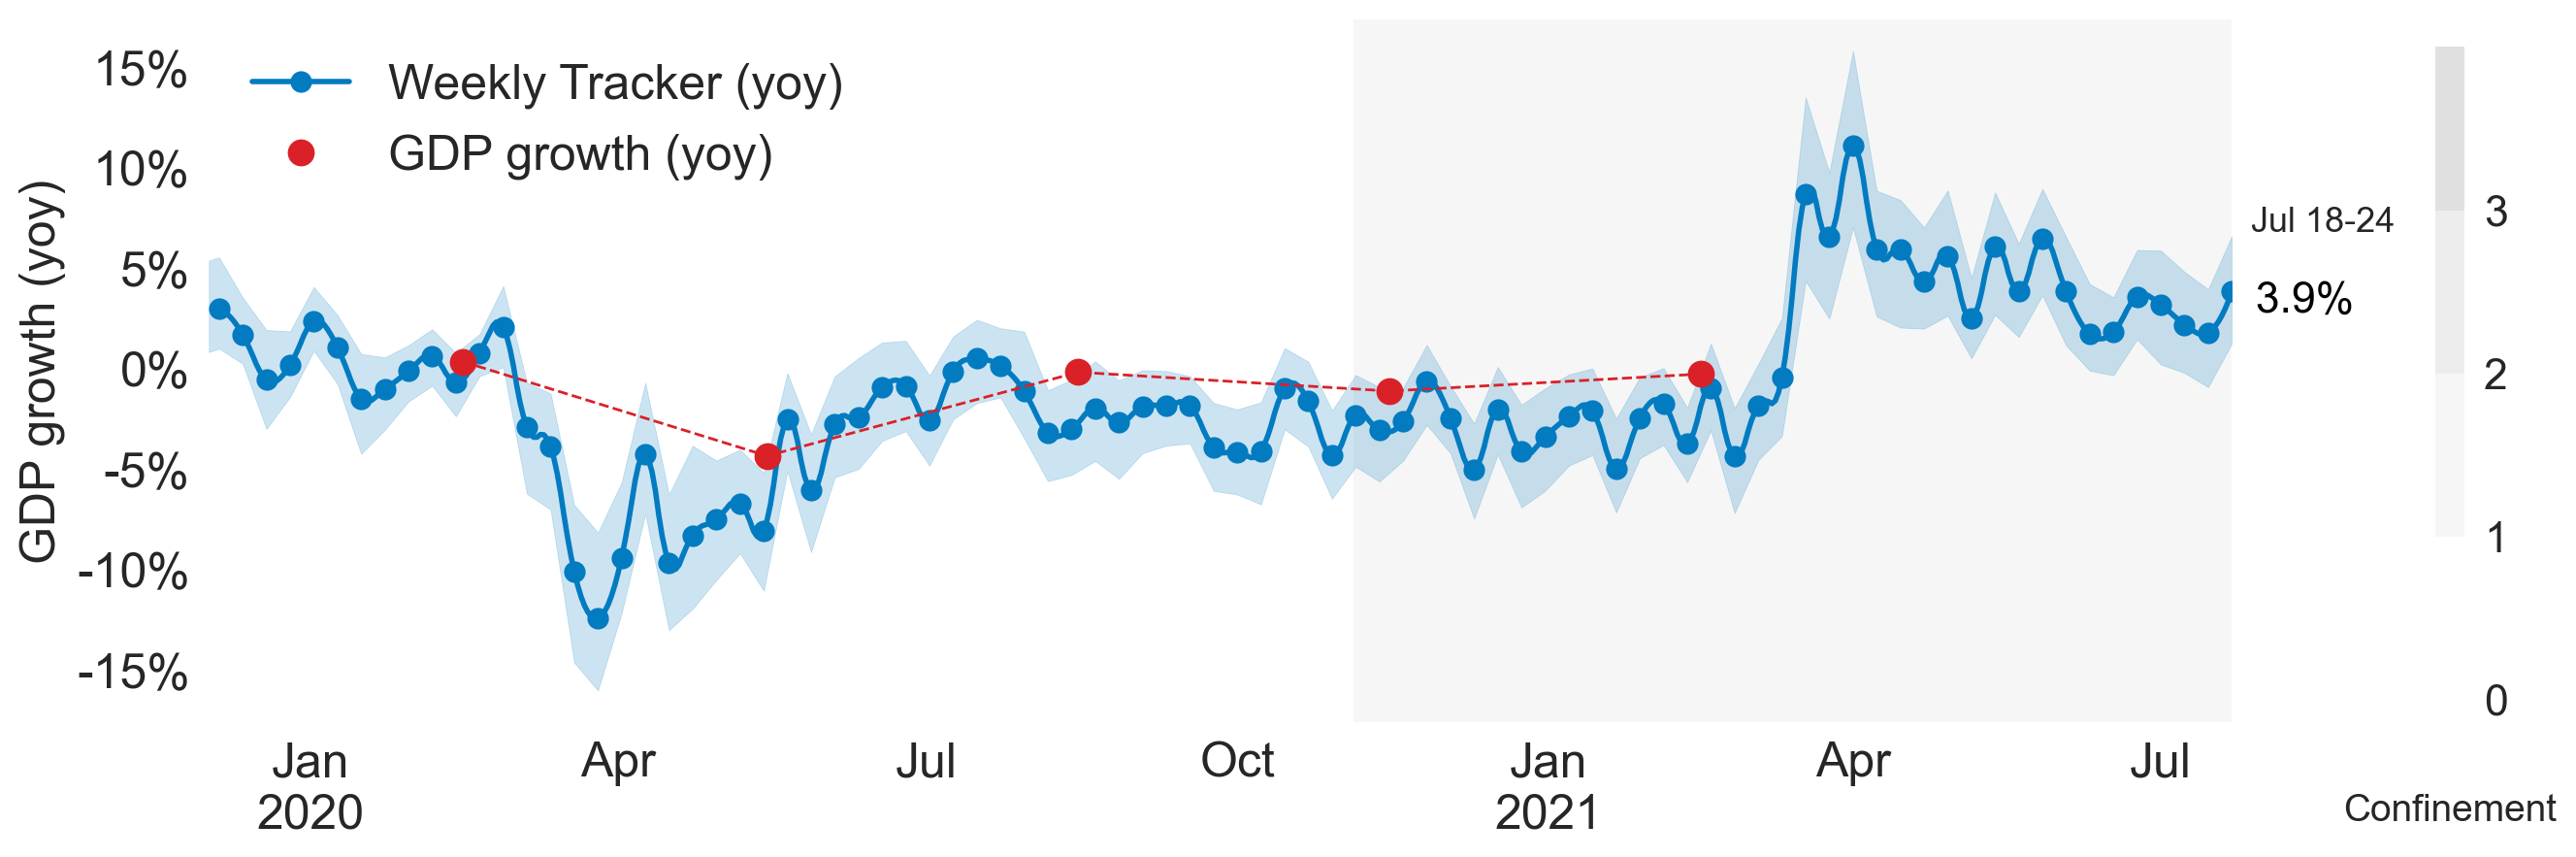 Weekly Tracker (yoy)
GDP growth (yoy)
GDP growth (yoy)
15%
10%
5%
0%
-5%
-10%
-15%
Jan
2020
Apr
Jul
Oct
Jan
2021
Apr
Jul
Jul 18-24
3.9%
3
2
1
0
Confinement